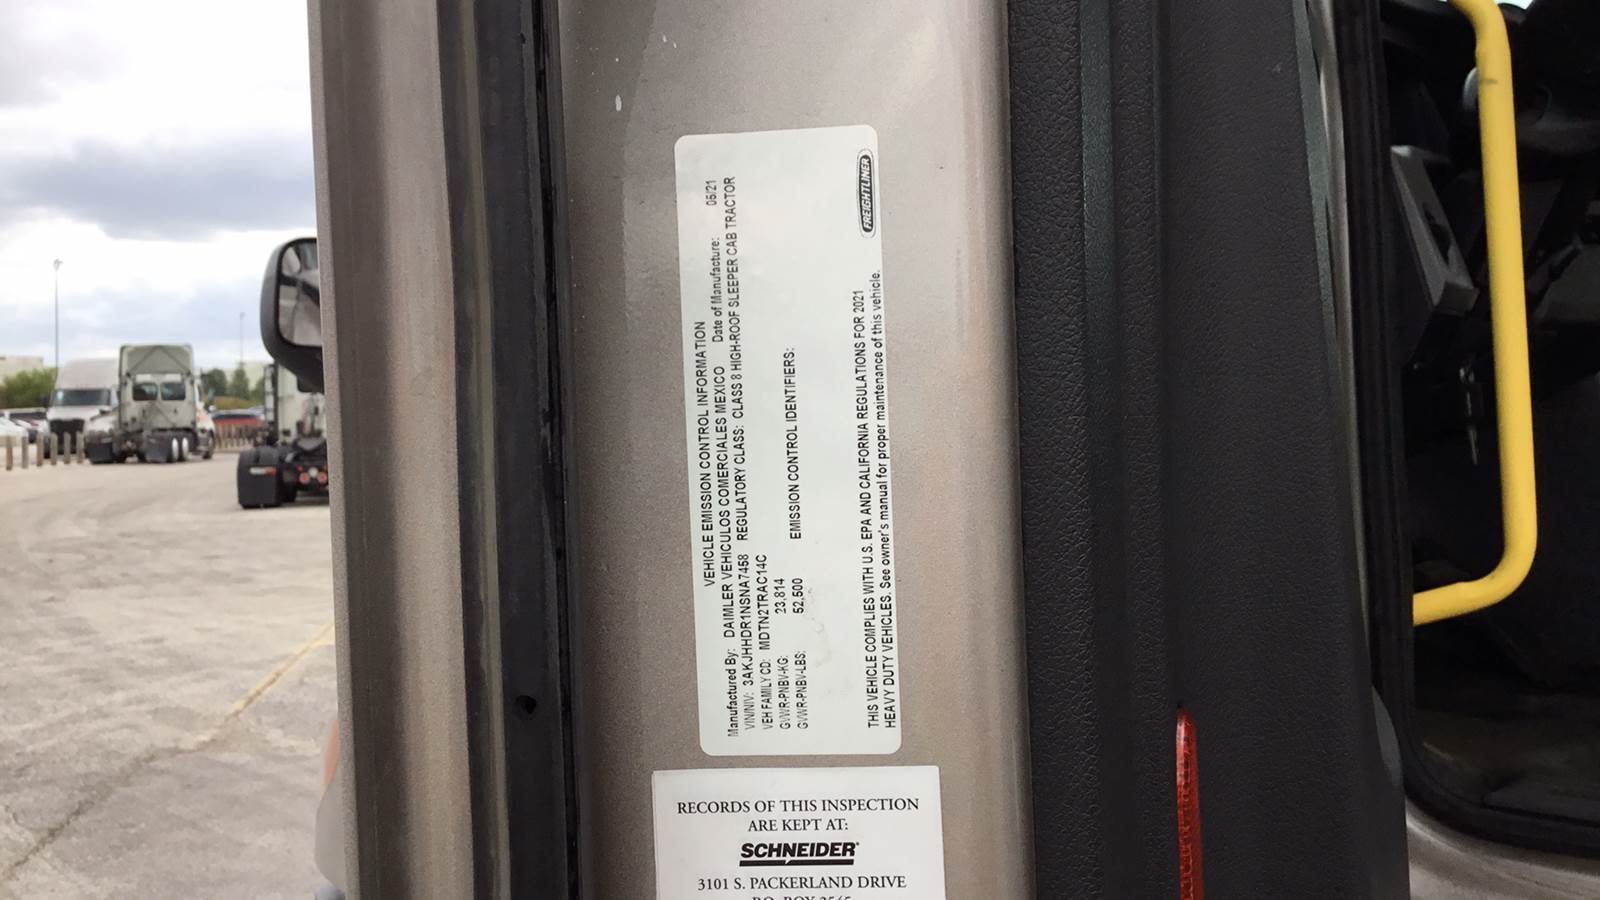 VEHICLE EMISSION CONTROL INFORMATION
Manufactured By: DAIMLER VEHICULOS COMERCIALES MEXICO Date of Manufacture: 05/21
VIN/NIV: 3AKJHHDR1NSNA7458 REGULATORY CLASS: CLASS 8 HIGH-ROOF SLEEPER CAB TRACTOR
VEH FAMILY CD: MDTN2TRAC14C
GVWR-PNBV-KG: 23,814 EMISSION CONTROL IDENTIFIERS:
GVWR-PNBV-LBS: 52,500
THIS VEHICLE COMPLIES WITH U.S. EPA AND CALIFORNIA REGULATIONS FOR 2021
HEAVY DUTY VEHICLES. See owner's manual for proper maintenance of this vehicle.
FREIGHTLINER
RECORDS OF THIS INSPECTION
ARE KEPT AT:
SCHNEIDER
3101 S. PACKERLAND DRIVE